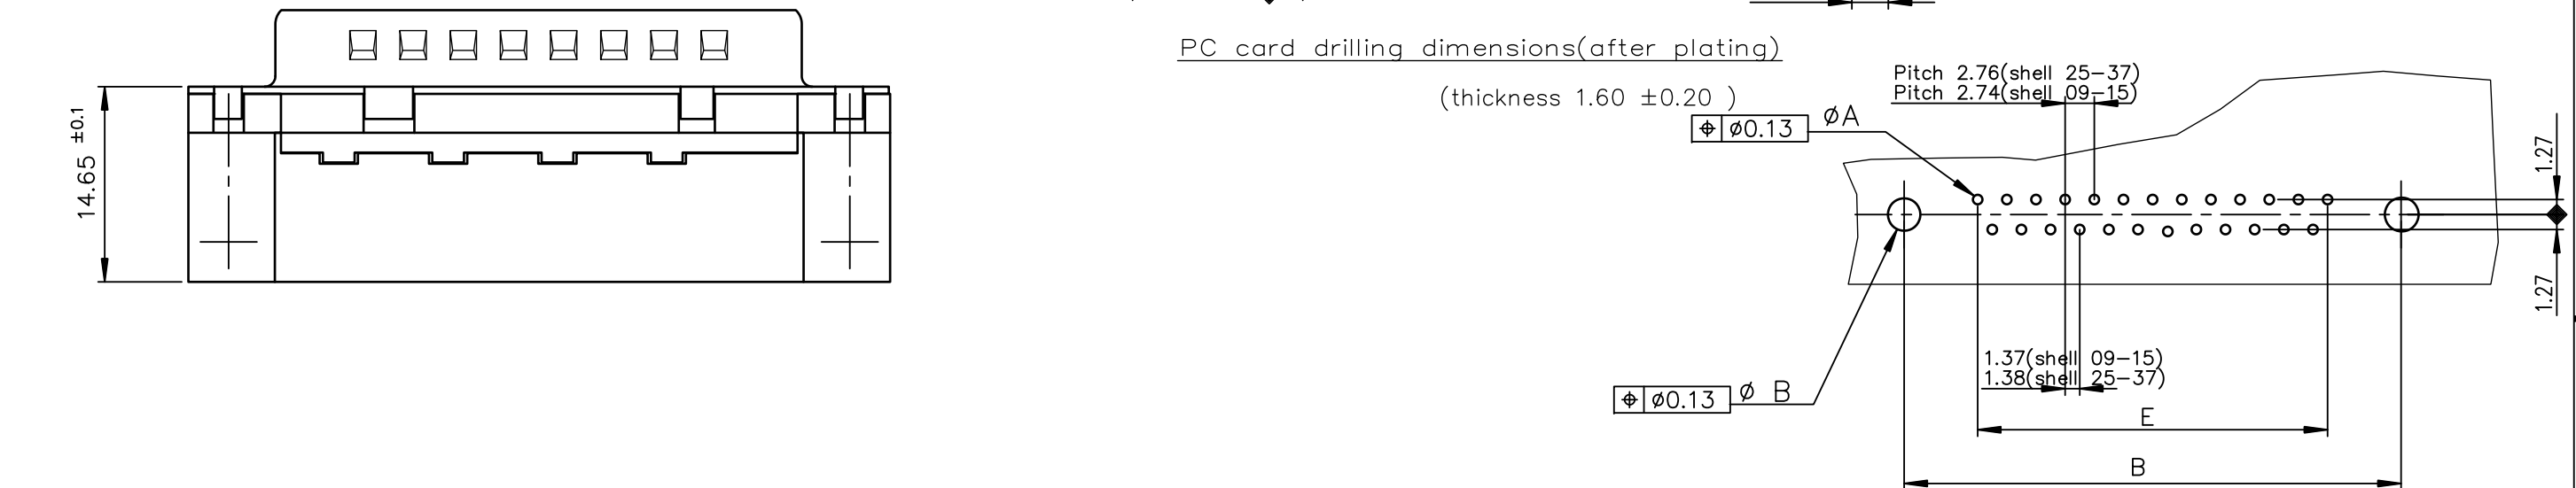 14.65 ±0.1
PC card drilling dimensions(after plating)
(thickness 1.60 ±0.20 )
Pitch 2.76(shell 25-37)
Pitch 2.74(shell 09-15)
⌖ ø0.13 øA
1.27
1.27
1.37(shell 09-15)
1.38(shell 25-37)
⌖ ø0.13 ø B
E
B